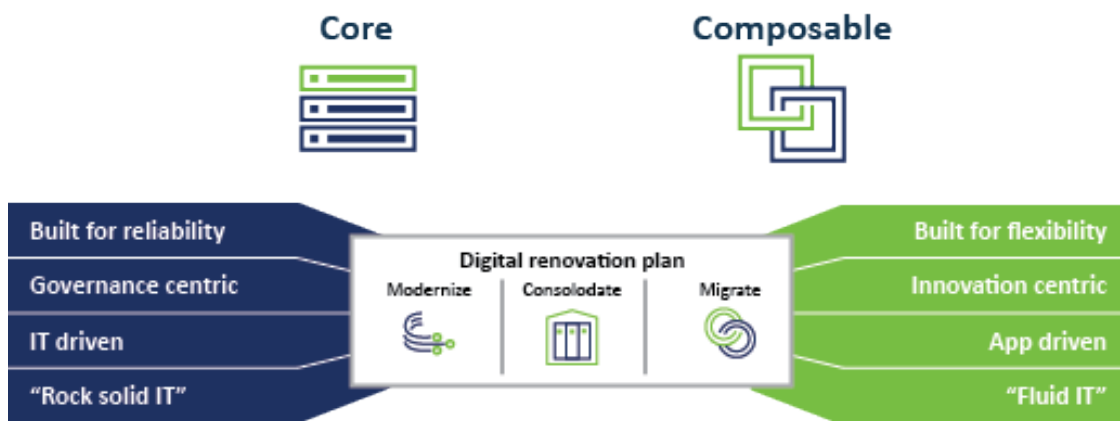 Core
Composable
Built for reliability
Governance centric
IT driven
“Rock solid IT”
Digital renovation plan
Modernize
Consolodate
Migrate
Built for flexibility
Innovation centric
App driven
“Fluid IT”